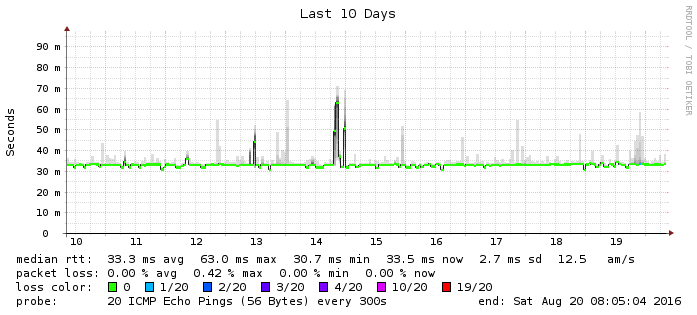 Last 10 Days
RRDTOOL / TOBI OETIKER
Seconds
90 m
80 m
70 m
60 m
50 m
40 m
30 m
20 m
10 m
0
10 11 12 13 14 15 16 17 18 19
median rtt: 33.3 ms avg 63.0 ms max 30.7 ms min 33.5 ms now 2.7 ms sd 12.5 am/s
packet loss: 0.00 % avg 0.42 % max 0.00 % min 0.00 % now
loss color: 0 1/20 2/20 3/20 4/20 10/20 19/20
probe: 20 ICMP Echo Pings (56 Bytes) every 300s end: Sat Aug 20 08:05:04 2016